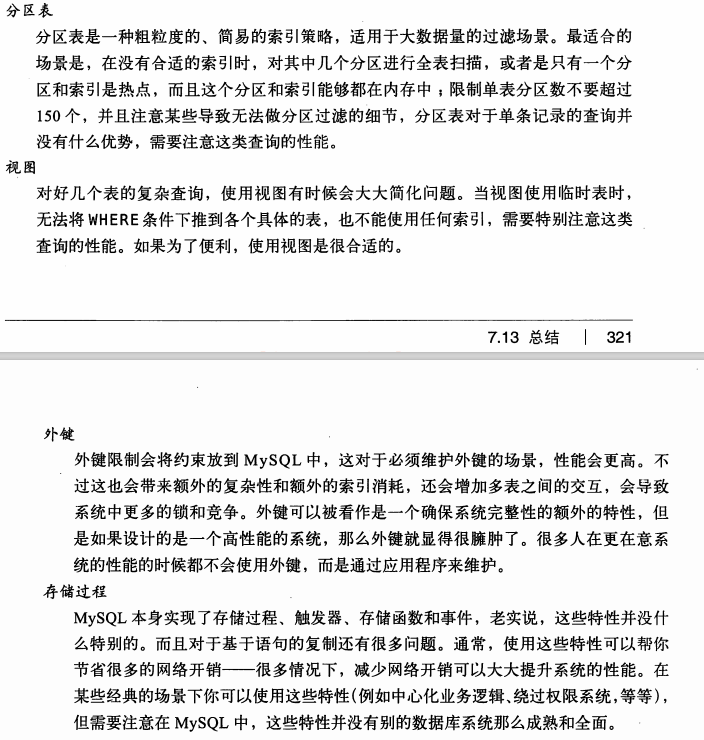 分区表
分区表是一种粗粒度的、简易的索引策略，适用于大数据量的过滤场景。最适合的
场景是，在没有合适的索引时，对其中几个分区进行全表扫描，或者是只有一个分
区和索引是热点，而且这个分区和索引能够都在内存中；限制单表分区数不要超过
150 个，并且注意某些导致无法做分区过滤的细节，分区表对于单条记录的查询并
没有什么优势，需要注意这类查询的性能。
视图
对好几个表的复杂查询，使用视图有时候会大大简化问题。当视图使用临时表时，
无法将 WHERE 条件下推到各个具体的表，也不能使用任何索引，需要特别注意这类
查询的性能。如果为了便利，使用视图是很合适的。
7.13 总结 | 321
外键
外键限制会将约束放到 MySQL 中，这对于必须维护外键的场景，性能会更高。不
过这也会带来额外的复杂性和额外的索引消耗，还会增加多表之间的交互，会导致
系统中更多的锁和竞争。外键可以被看作是一个确保系统完整性的额外的特性，但
是如果设计的是一个高性能的系统，那么外键就显得很臃肿了。很多人在更在意系
统的性能的时候都不会使用外键，而是通过应用程序来维护。
存储过程
MySQL 本身实现了存储过程、触发器、存储函数和事件，老实说，这些特性并没什
么特别的。而且对于基于语句的复制还有很多问题。通常，使用这些特性可以帮你
节省很多的网络开销——很多情况下，减少网络开销可以大大提升系统的性能。在
某些经典的场景下你可以使用这些特性（例如中心化业务逻辑、绕过权限系统，等等），
但需要注意在 MySQL 中，这些特性并没有别的数据库系统那么成熟和全面。